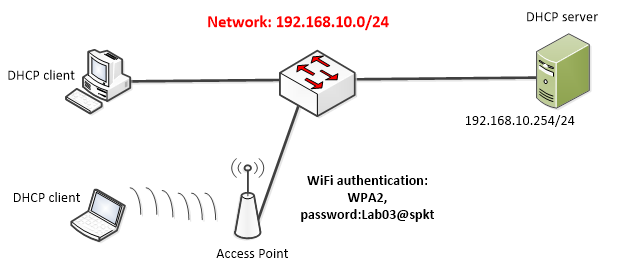 Network: 192.168.10.0/24
DHCP server
DHCP client
192.168.10.254/24
WiFi authentication:
WPA2,
password:Lab03@spkt
DHCP client
Access Point